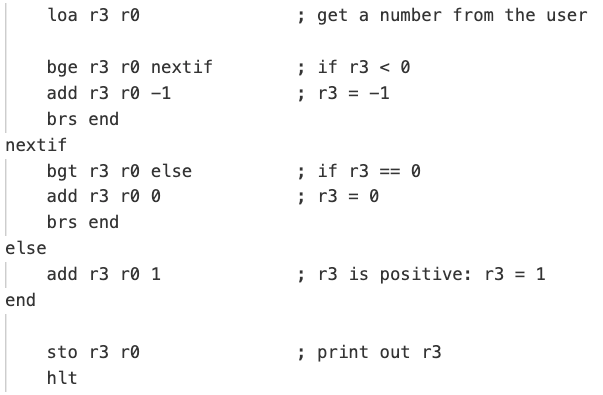 loa r3 r0 ; get a number from the user
bge r3 r0 nextif ; if r3 < 0
add r3 r0 -1 ; r3 = -1
brs end
nextif
bgt r3 r0 else ; if r3 == 0
add r3 r0 0 ; r3 = 0
brs end
else
add r3 r0 1 ; r3 is positive: r3 = 1
end
sto r3 r0 ; print out r3
hlt